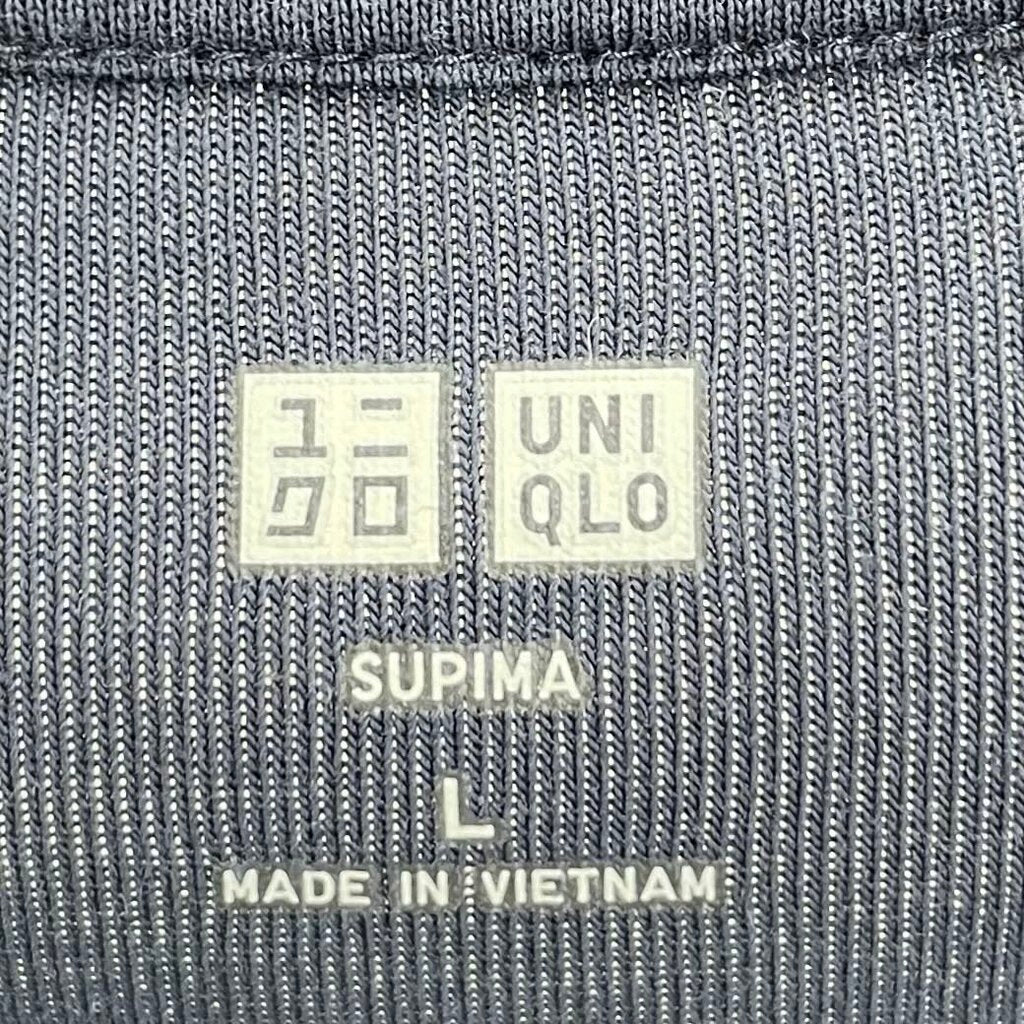 ユニ UNI
クロ QLO
SUPIMA
L
MADE IN VIETNAM